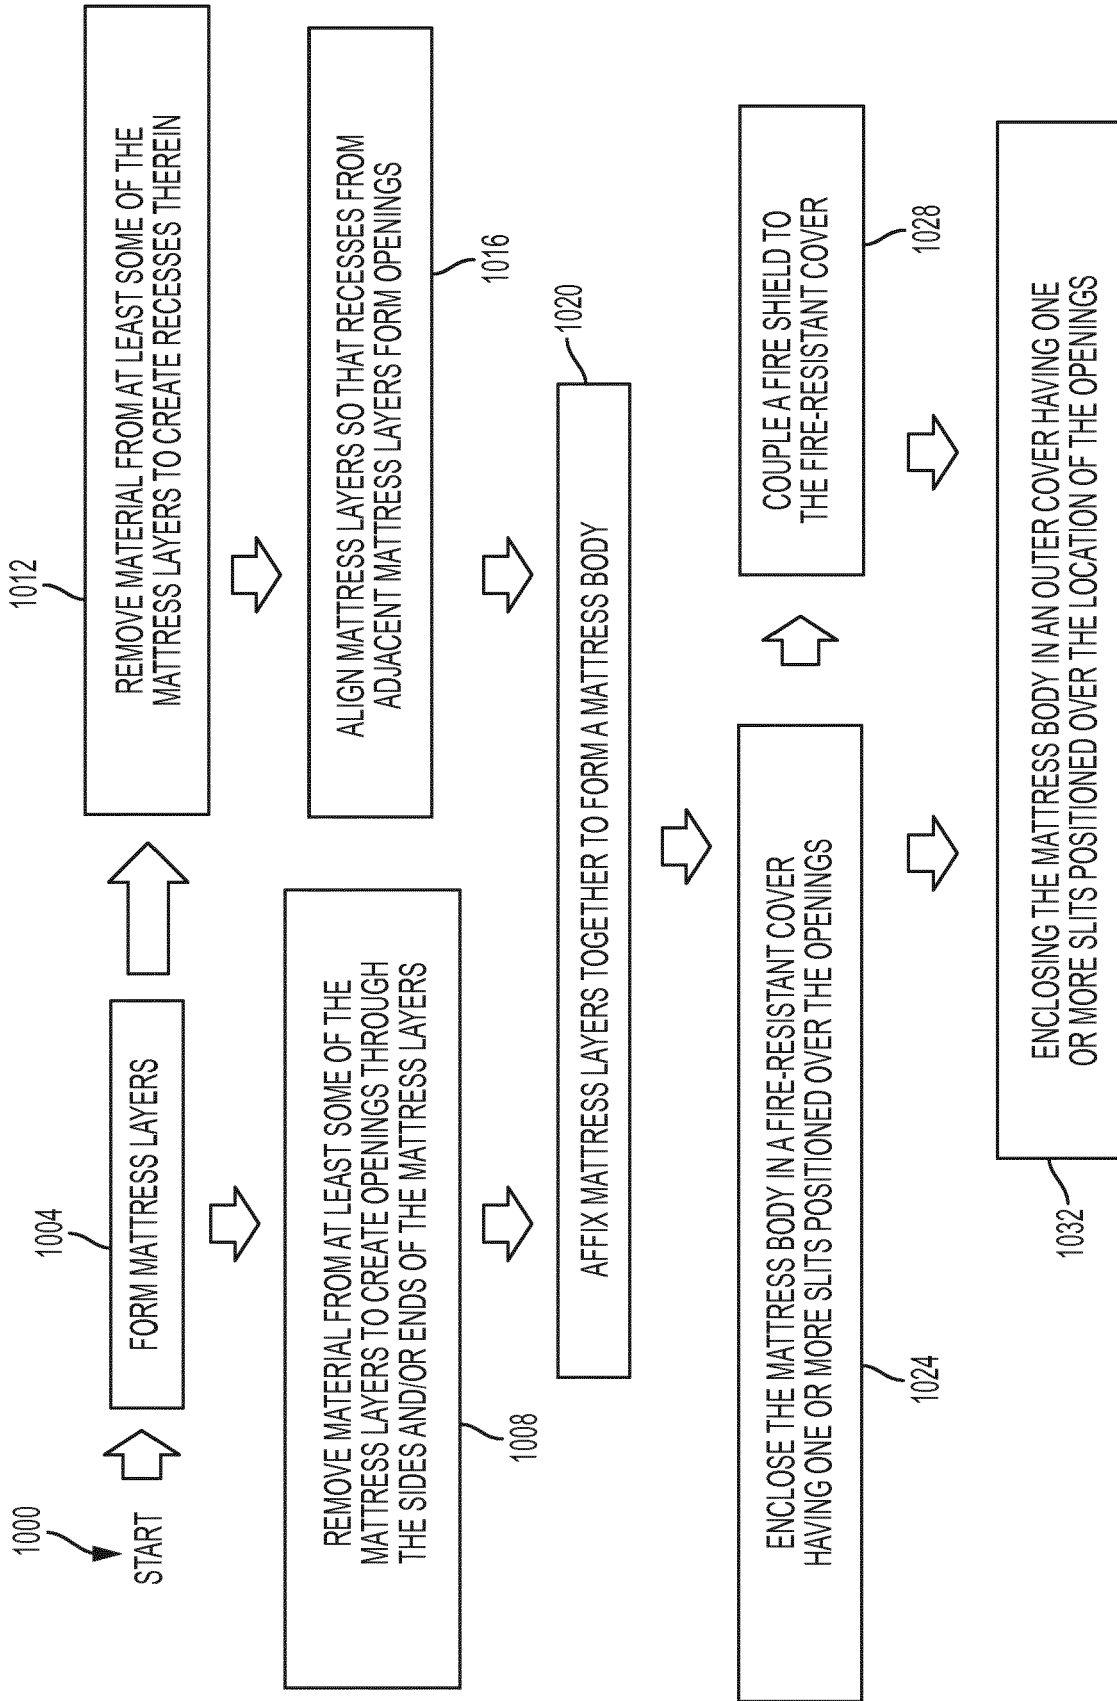 1000
START
1004
FORM MATTRESS LAYERS
1012
REMOVE MATERIAL FROM AT LEAST SOME OF THE
MATTRESS LAYERS TO CREATE RECESSES THEREIN
REMOVE MATERIAL FROM AT LEAST SOME OF THE
MATTRESS LAYERS TO CREATE OPENINGS THROUGH
THE SIDES AND/OR ENDS OF THE MATTRESS LAYERS
1008
ALIGN MATTRESS LAYERS SO THAT RECESSES FROM
ADJACENT MATTRESS LAYERS FORM OPENINGS
1016
1020
AFFIX MATTRESS LAYERS TOGETHER TO FORM A MATTRESS BODY
ENCLOSE THE MATTRESS BODY IN A FIRE-RESISTANT COVER
HAVING ONE OR MORE SLITS POSITIONED OVER THE OPENINGS
1024
COUPLE A FIRE SHIELD TO
THE FIRE-RESISTANT COVER
1028
ENCLOSING THE MATTRESS BODY IN AN OUTER COVER HAVING ONE
OR MORE SLITS POSITIONED OVER THE LOCATION OF THE OPENINGS
1032